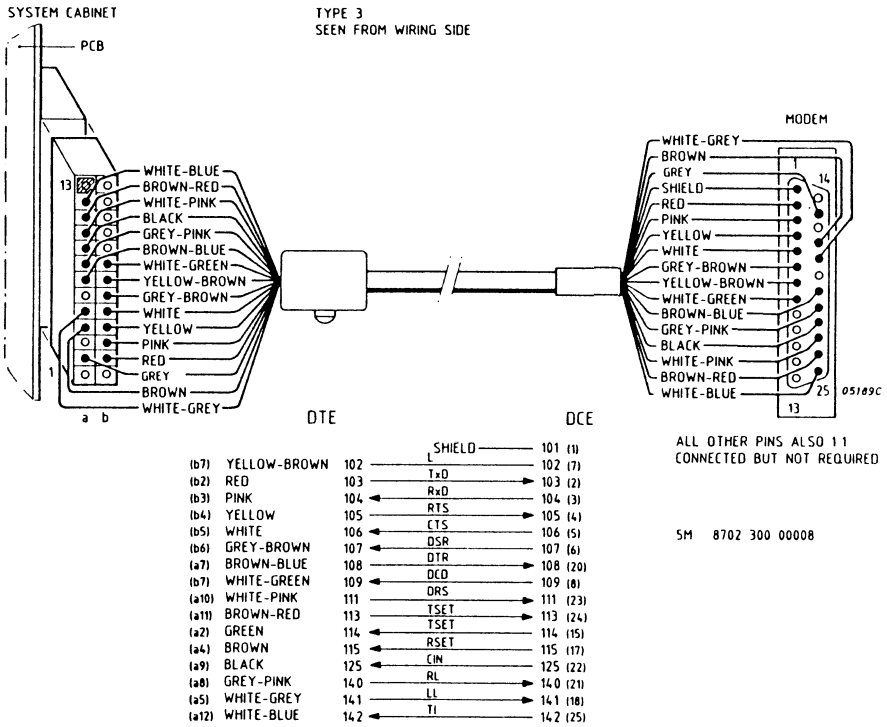 SYSTEM CABINET
TYPE 3
SEEN FROM WIRING SIDE
PCB
MODEM
13
1
a b
WHITE-BLUE
BROWN-RED
WHITE-PINK
BLACK
GREY-PINK
BROWN-BLUE
WHITE-GREEN
YELLOW-BROWN
GREY-BROWN
WHITE
YELLOW
PINK
RED
GREY
BROWN
WHITE-GREY
WHITE-GREY
BROWN
GREY
SHIELD
RED
PINK
YELLOW
WHITE
GREY-BROWN
YELLOW-BROWN
WHITE-GREEN
BROWN-BLUE
GREY-PINK
BLACK
WHITE-PINK
BROWN-RED
WHITE-BLUE
1
14
25
13
05189C
DTE DCE
SHIELD 101 (1)
(b7) YELLOW-BROWN 102 L 102 (7)
(b2) RED 103 TxD 103 (2)
(b3) PINK 104 RxD 104 (3)
(b4) YELLOW 105 RTS 105 (4)
(b5) WHITE 106 CTS 106 (5)
(b6) GREY-BROWN 107 DSR 107 (6)
(a7) BROWN-BLUE 108 DTR 108 (20)
(b7) WHITE-GREEN 109 DCD 109 (8)
(a10) WHITE-PINK 111 DRS 111 (23)
(a11) BROWN-RED 113 TSET 113 (24)
(a2) GREEN 114 TSET 114 (15)
(a4) BROWN 115 RSET 115 (17)
(a9) BLACK 125 CIN 125 (22)
(a8) GREY-PINK 140 RL 140 (21)
(a5) WHITE-GREY 141 LL 141 (18)
(a12) WHITE-BLUE 142 TI 142 (25)
ALL OTHER PINS ALSO 1 1
CONNECTED BUT NOT REQUIRED
SM 8702 300 00008